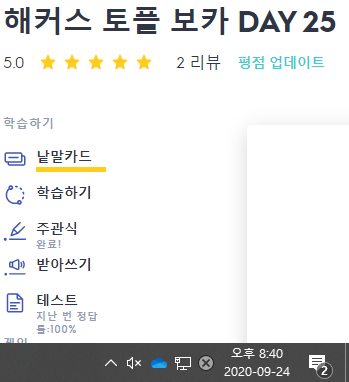 해커스 토플 보카 DAY 25
5.0 2 리뷰 평점 업데이트
학습하기
낱말카드
학습하기
주관식
완료!
받아쓰기
테스트
지난 번 정답
률:100%
게임
오후 8:40
2020-09-24
2